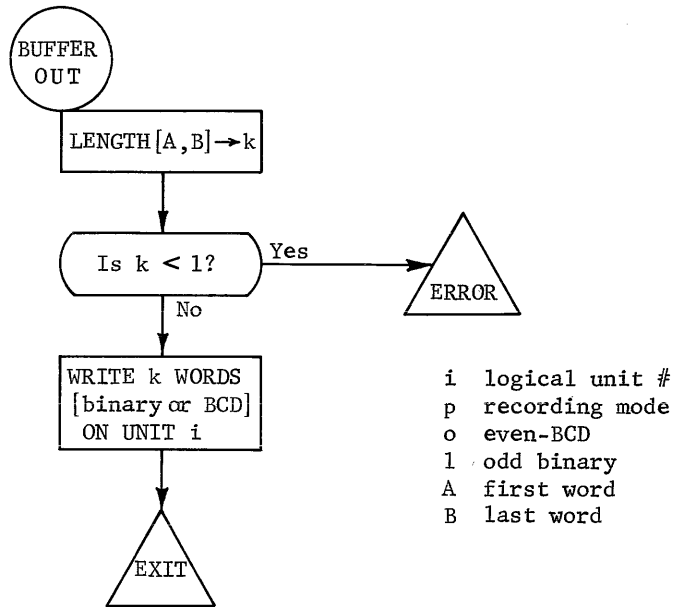 BUFFER
OUT
LENGTH[A,B]→k
Is k < 1?
Yes
ERROR
No
WRITE k WORDS
[binary or BCD]
ON UNIT i
EXIT
i logical unit #
p recording mode
o even-BCD
1 odd binary
A first word
B last word